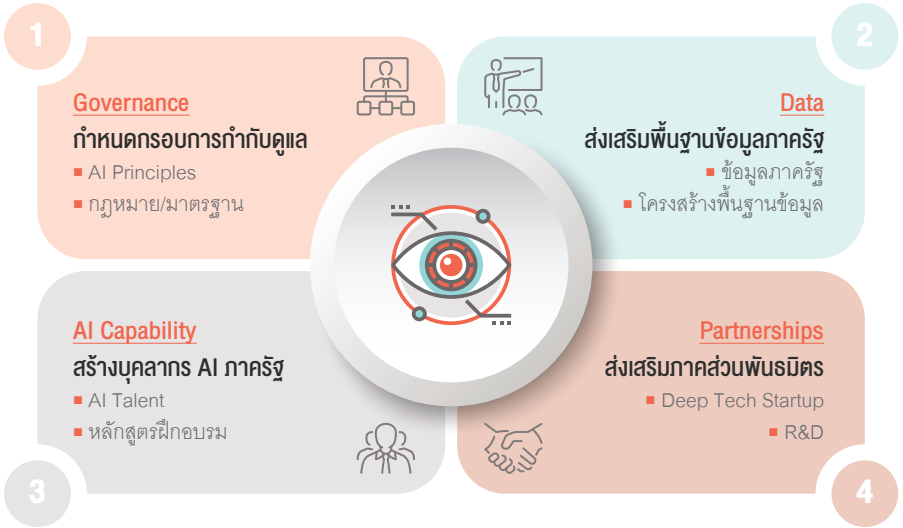 1
Governance
กำหนดกรอบการกำกับดูแล
▪ AI Principles
▪ กฎหมาย/มาตรฐาน
2
Data
ส่งเสริมพื้นฐานข้อมูลภาครัฐ
▪ ข้อมูลภาครัฐ
▪ โครงสร้างพื้นฐานข้อมูล
3
AI Capability
สร้างบุคลากร AI ภาครัฐ
▪ AI Talent
▪ หลักสูตรฝึกอบรม
4
Partnerships
ส่งเสริมภาคส่วนพันธมิตร
▪ Deep Tech Startup
▪ R&D